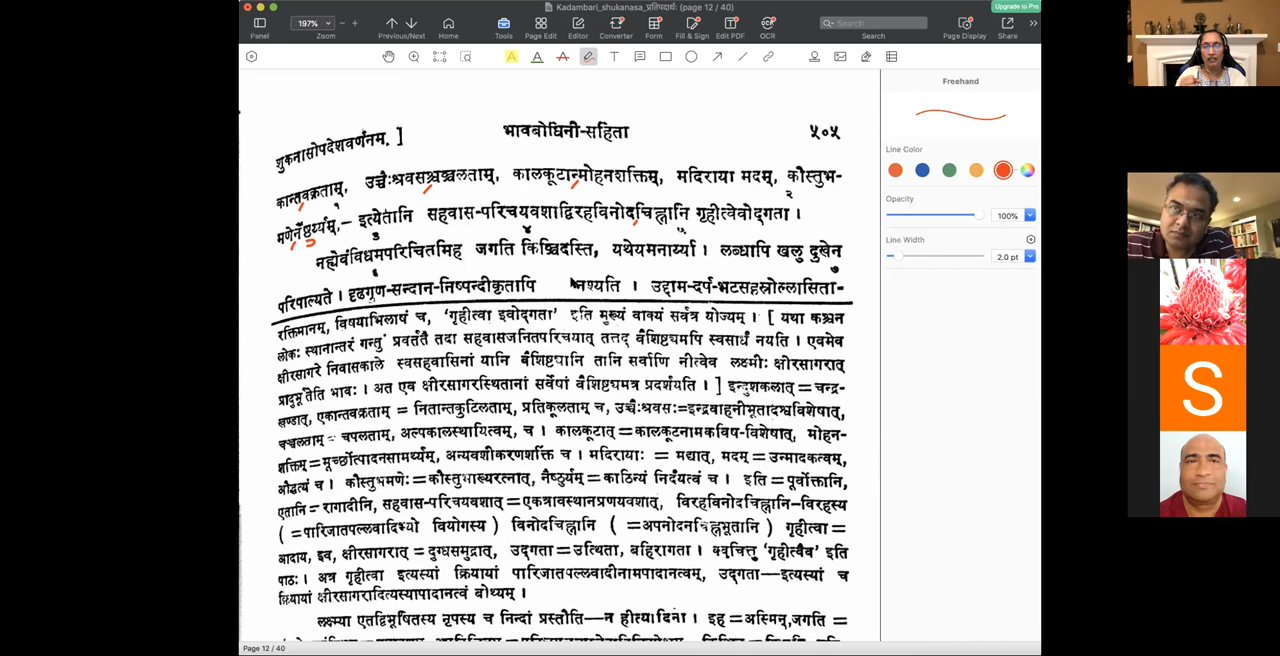 Kadambari_shukanasa_प्रतिपदार्थः (page 12 / 40)
Upgrade to Pro
197%
Panel Zoom Previous/Next Home Tools Page Edit Editor Converter Form Fill & Sign Edit PDF OCR Search Page Display Share
Search
Freehand
Line Color
Opacity
100%
Line Width
2.0 pt
शुकनासोपदेशवर्णनम् ] भावबोधिनी-सहिता ५०५
कान्तवक्रताम्, उच्चैःश्रवसश्चञ्चलताम्, कालकूटान्मोहनशक्तिम्, मदिराया मदम्, कौस्तुभ-
मणेर्नैष्ठुर्यम्,– इत्येतानि सहवास-परिचयवशाद्विरहविनोदचिह्नानि गृहीत्वेवोद्गता ।
नह्येवंविधमपरिचितमिह जगति किञ्चिदस्ति, यथेयमनार्य्या । लब्धापि खलु दुखेन
परिपाल्यते । दृढगुण-सन्दान-निष्पन्दीकृतापि नश्यति । उद्दाम-दर्प-भटसहस्रोल्लासिता-
रक्तिमानम्, विषयाभिलाषं च, 'गृहीत्वा इवोद्गता' इति मुख्यं वाक्यं सर्वत्र योज्यम् । [ यथा कश्चन
लोकः स्थानान्तरं गन्तुं प्रवर्तते तदा सहवासजनितपरिचयात् तत्तद् वैशिष्ट्यमपि स्वसार्धं नयति । एवमेव
क्षीरसागरे निवासकाले स्वसहवासिनां यानि वैशिष्ट्यानि तानि सर्वाणि नीत्वेव लक्ष्मीः क्षीरसागरात्
प्रादुर्भूतेति भावः । अत एव क्षीरसागरस्थितानां सर्वेषां वैशिष्ट्यमत्र प्रदर्शयति । ] इन्दुशकलात् = चन्द्र-
खण्डात्, एकान्तवक्रताम् = नितान्तकुटिलताम्, प्रतिकूलताम् च, उच्चैःश्रवसः=इन्द्रवाहनीभूतादश्वविशेषात्,
चञ्चलताम् = चपलताम्, अल्पकालस्थायित्वम्, च । कालकूटात् = कालकूटनामकविष-विशेषात्, मोहन-
शक्तिम्=मूर्च्छोत्पादनसामर्थ्यम्, अन्यवशीकरणशक्तिं च । मदिरायाः = मद्यात्, मदम् = उन्मादकत्वम्,
औद्धत्यं च । कौस्तुभमणेः=कौस्तुभाख्यरत्नात्, नैष्ठुर्यम् = काठिन्यं निर्दयत्वं च । इति = पूर्वोक्तानि,
एतानि = रागादीनि, सहवास-परिचयवशात् = एकत्रावस्थानप्रणयवशात्, विरहविनोदचिह्नानि–विरहस्य
( =पारिजातपल्लवादिभ्यो वियोगस्य ) विनोदचिह्नानि ( =अपनोदनचिह्नभूतानि ) गृहीत्वा =
आदाय, इव, क्षीरसागरात् = दुग्धसमुद्रात्, उद्गता = उत्थिता, बहिरागता । क्वचित्तु 'गृहीत्वैव' इति
पाठः । अत्र गृहीत्वा इत्यस्यां क्रियायां पारिजातपल्लवादीनामपादानत्वम्, उद्गता—इत्यस्यां च
क्रियायां क्षीरसागरादित्यस्यापादानत्वं बोध्यम् ।
लक्ष्म्या एतद्विभूषितस्य नृपस्य च निन्दां प्रस्तौति—न हीत्यादिना । इह = अस्मिन्, जगति =
Page 12 / 40
S